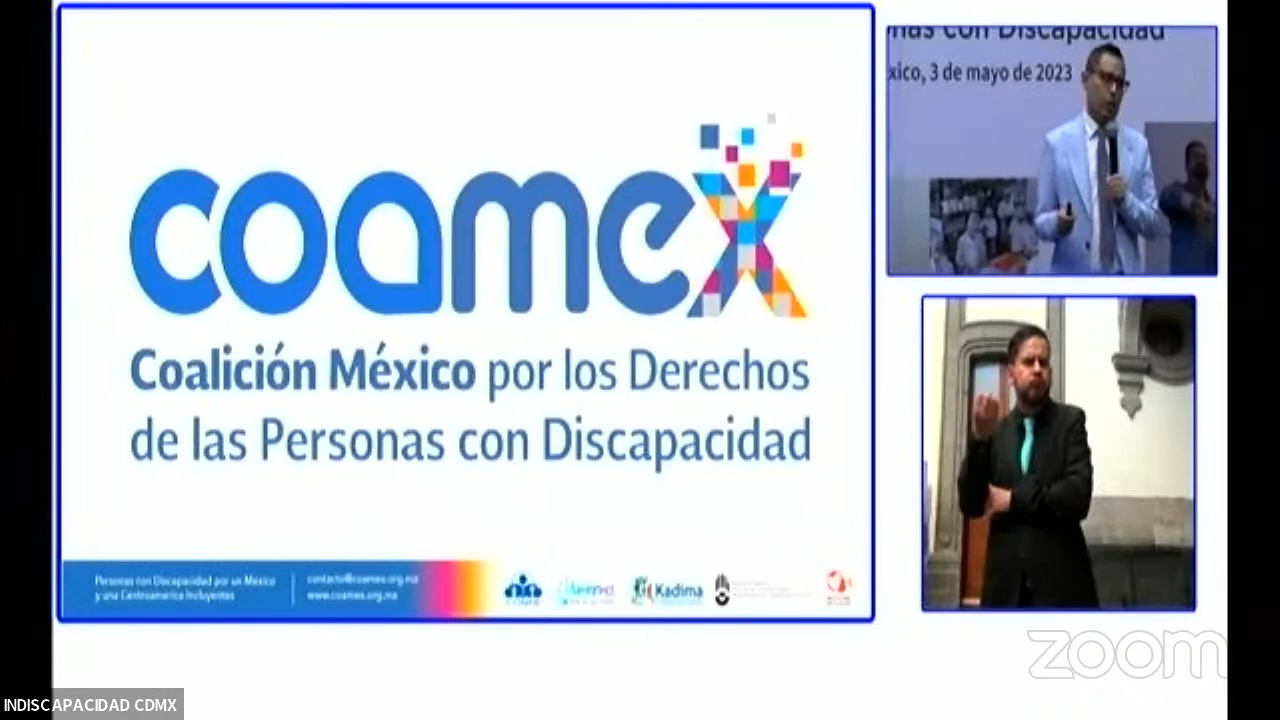 coamex
Coalición México por los Derechos
de las Personas con Discapacidad
Personas con Discapacidad por un México
y una Centroamerica Incluyentes
contacto@coamex.org.mx
www.coamex.org.mx
Kadima
nas con Discapacidad
xico, 3 de mayo de 2023
zoom
INDISCAPACIDAD CDMX